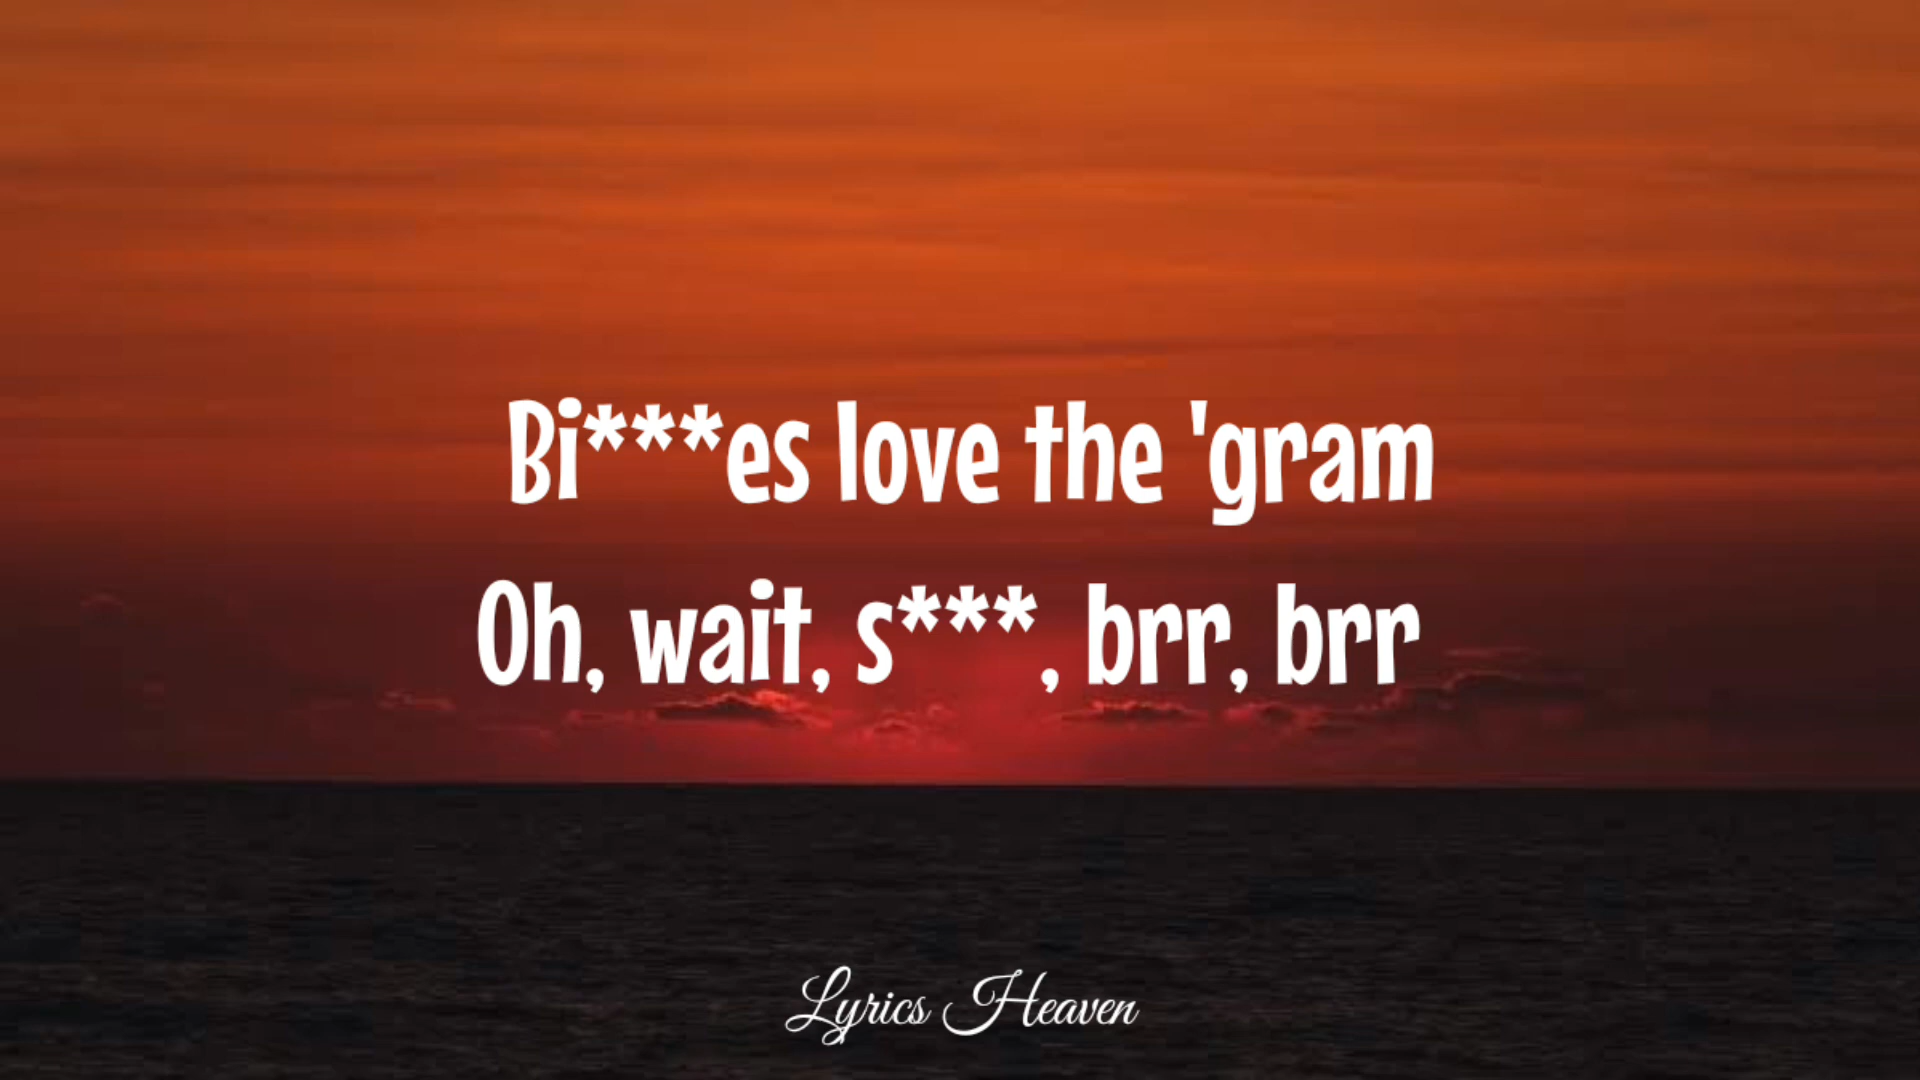 Bi***es love the 'gram
Oh, wait, s***, brr, brr
Lyrics Heaven